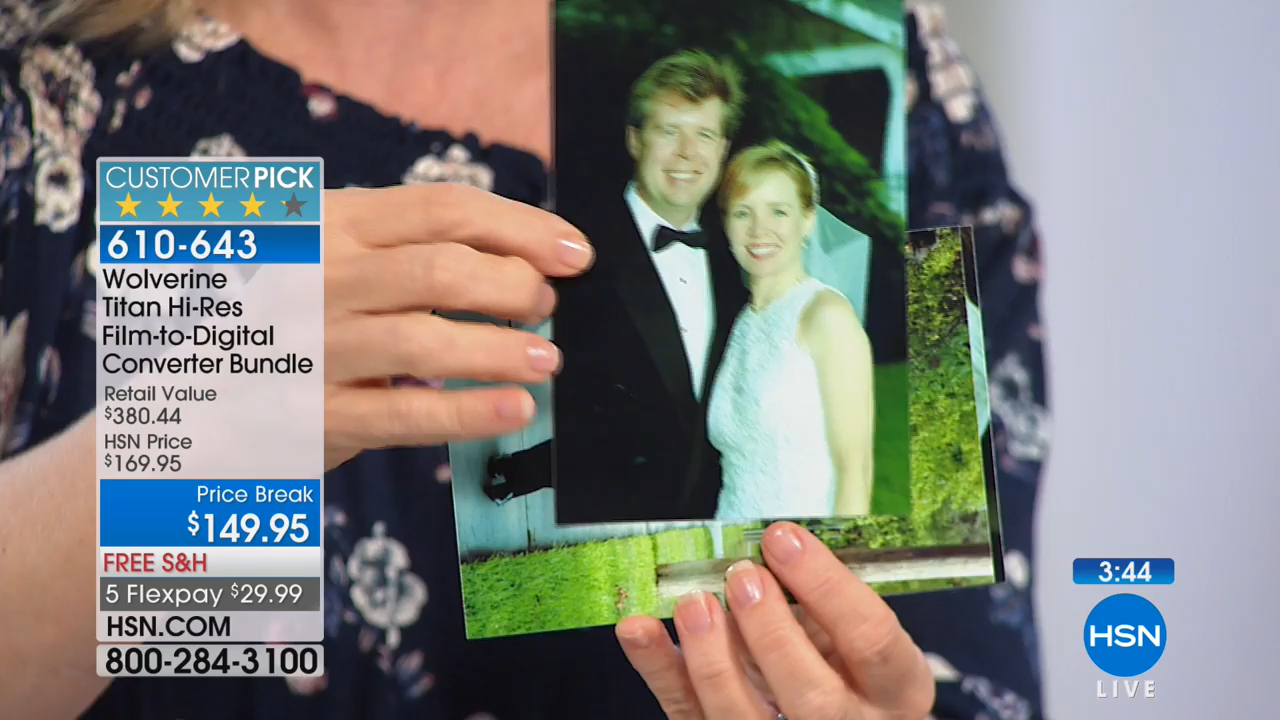 CUSTOMER PICK
610-643
Wolverine
Titan Hi-Res
Film-to-Digital
Converter Bundle
Retail Value
$380.44
HSN Price
$169.95
Price Break
$149.95
FREE S&H
5 Flexpay $29.99
HSN.COM
800-284-3100
3:44
HSN
LIVE